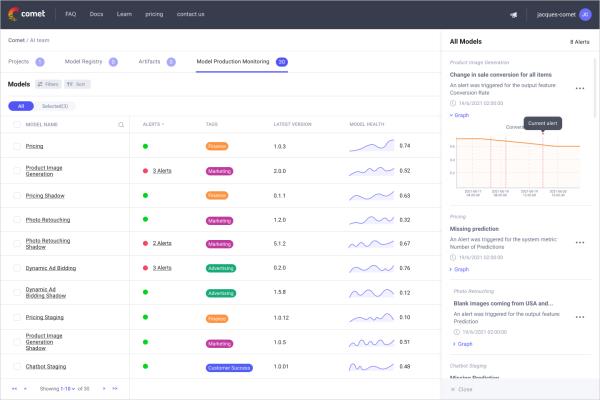 comet
FAQ Docs Learn pricing contact us
jacques-comet JC
Comet / AI team
Projects 1 Model Registry 0 Artifacts 3 Model Production Monitoring 20
Models Filters Sort
All Selected(3)
MODEL NAME ALERTS TAGS LATEST VERSION MODEL HEALTH
Pricing Finance 1.0.3 0.74
Product Image
Generation
3 Alerts Marketing 2.0.0 0.52
Pricing Shadow Finance 0.1.1 0.63
Photo Retouching Marketing 1.2.0 0.32
Photo Retouching
Shadow
2 Alerts Marketing 5.1.2 0.67
Dynamic Ad Bidding 3 Alerts Advertising 0.2.0 0.76
Dynamic Ad
Bidding Shadow
Advertising 1.5.8 0.12
Pricing Staging Finance 1.0.12 0.10
Product Image
Generation
Shadow
Marketing 1.0.5 0.51
Chatbot Staging Customer Success 1.0.01 0.48
Showing 1-10 of 30
All Models 8 Alerts
Product Image Generation
Change in sale conversion for all items
An alert was triggered for the output feature:
Conversion Rate
19/6/2021 02:00:00
Graph
Current alert
Pricing
Missing prediction
An Alert was triggered for the system metric:
Number of Predictions
19/6/2021 02:00:00
Graph
Photo Retouching
Blank images coming from USA and...
An alert was triggered for the output feature:
Prediction
19/6/2021 02:00:00
Graph
Chatbot Staging
Missing Prediction
Close